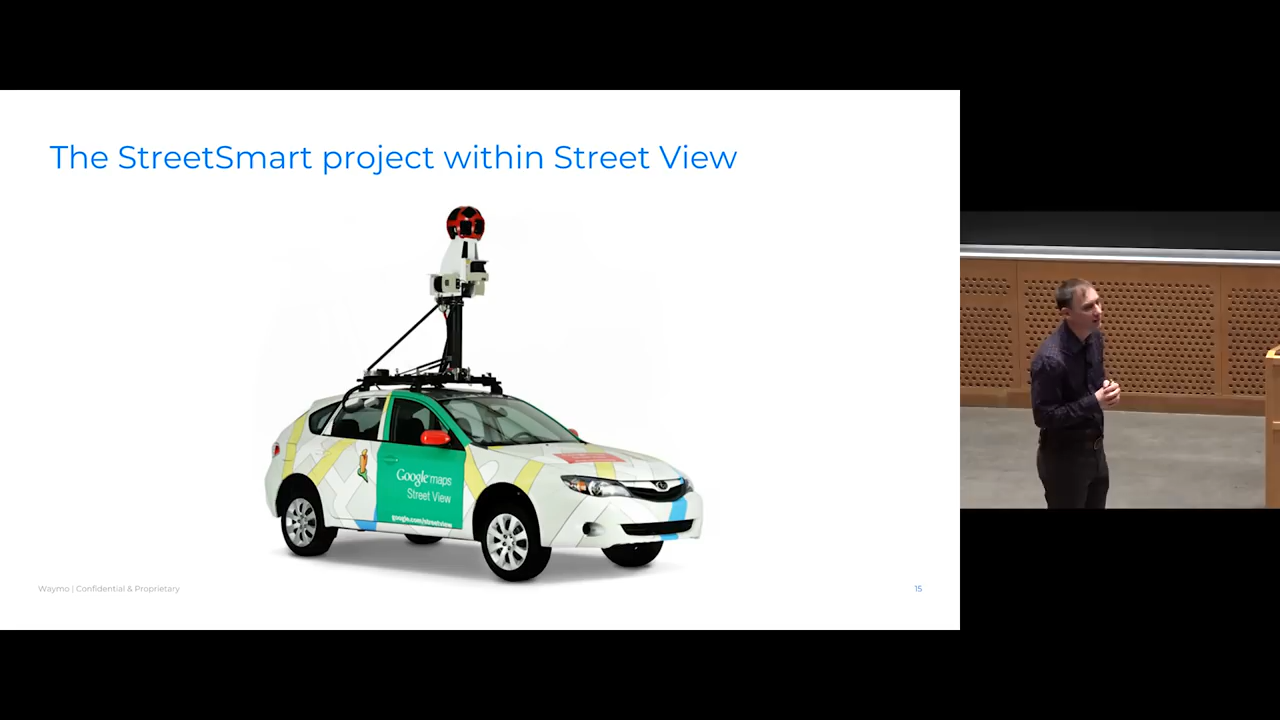 The StreetSmart project within Street View
Google maps
Street View
google.com/streetview
Waymo | Confidential & Proprietary
15